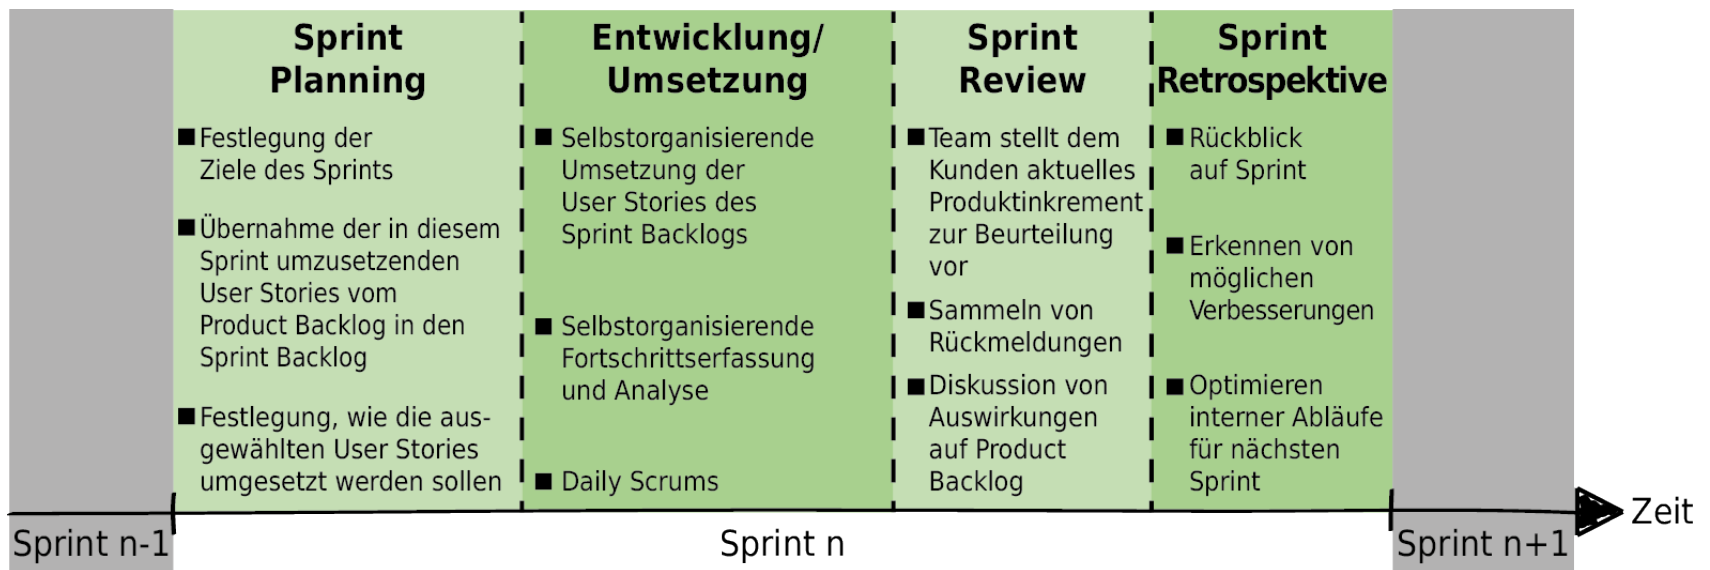 Sprint
Planning
■ Festlegung der
Ziele des Sprints
■ Übernahme der in diesem
Sprint umzusetzenden
User Stories vom
Product Backlog in den
Sprint Backlog
■ Festlegung, wie die aus-
gewählten User Stories
umgesetzt werden sollen
Entwicklung/
Umsetzung
■ Selbstorganisierende
Umsetzung der
User Stories des
Sprint Backlogs
■ Selbstorganisierende
Fortschrittserfassung
und Analyse
■ Daily Scrums
Sprint
Review
■ Team stellt dem
Kunden aktuelles
Produktinkrement
zur Beurteilung
vor
■ Sammeln von
Rückmeldungen
■ Diskussion von
Auswirkungen
auf Product
Backlog
Sprint
Retrospektive
■ Rückblick
auf Sprint
■ Erkennen von
möglichen
Verbesserungen
■ Optimieren
interner Abläufe
für nächsten
Sprint
Zeit
Sprint n-1
Sprint n
Sprint n+1